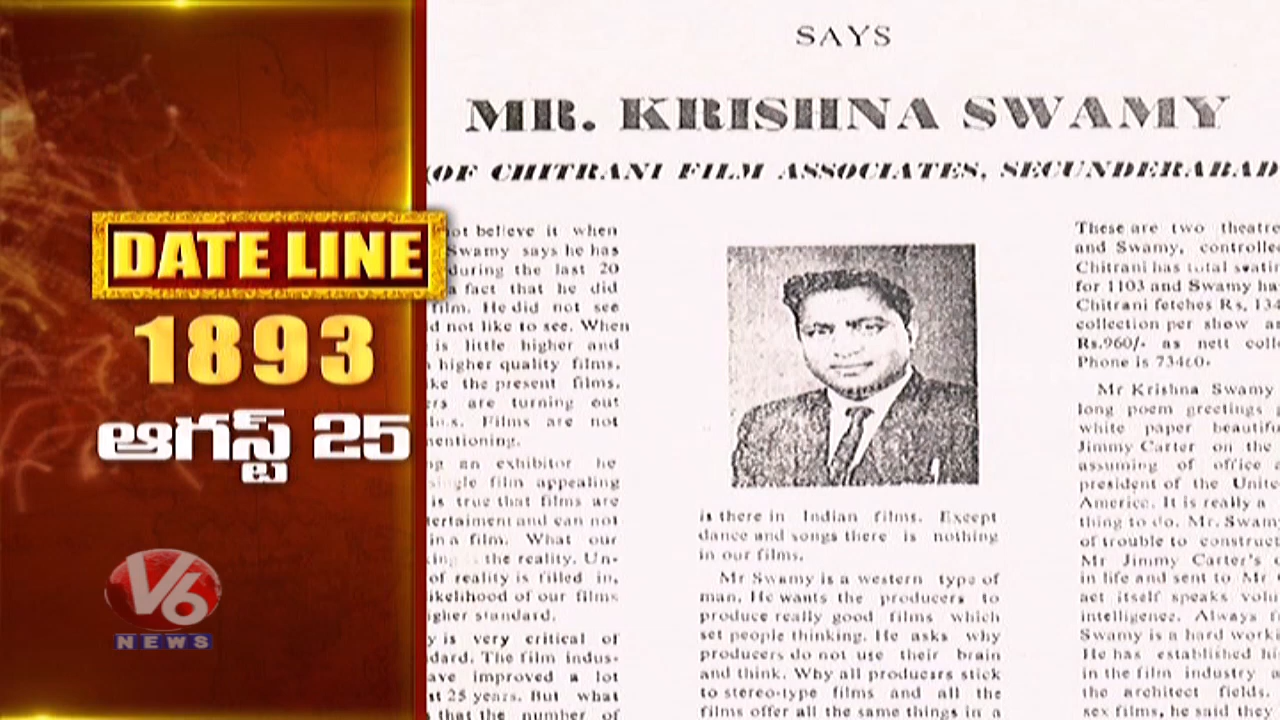 DATE LINE
1893
ఆగస్ట్ 25
V6
NEWS
SAYS
MR. KRISHNA SWAMY
(OF CHITRANI FILM ASSOCIATES, SECUNDERABAD
not believe it when
Swamy says he has
during the last 20
a fact that he did
film. He did not see
d not like to see. When
is little higher and
higher quality films.
ke the present films.
rs are turning out
Films are not
mentioning.
ng an exhibitor he
single film appealing
is true that films are
tertaiment and can not
in a film. What our
the reality. Un-
of reality is filled in,
ikelihood of our films
gher standard.
y is very critical of
dard. The film indus-
ave improved a lot
t 25 years. But what
that the number of
is there in Indian films. Except
dance and songs there is nothing
in our films.
Mr Swamy is a western type of
man. He wants the producers to
produce really good films which
set people thinking. He asks why
producers do not use their brain
and think. Why all producers stick
to stereo-type films and all the
films offer all the same things in a
These are two theatre
and Swamy, controlle
Chitrani has total seatin
for 1103 and Swamy ha
Chitrani fetches Rs, 134
collection per show a
Rs.960/- as nett coll
Phone is 73460-
Mr Krishna Swamy
long poem greetings
white paper beautifu
Jimmy Carter on the
assuming of office
president of the Unite
America. It is really a
thing to do. Mr. Swam
of trouble to construct
Mr Jimmy Carter's
in life and sent to Mr
act itself speaks volu
intelligence. Always
Swamy is a hard worki
He has established hi
in the film industry a
the architect fields.
sex films, he said they